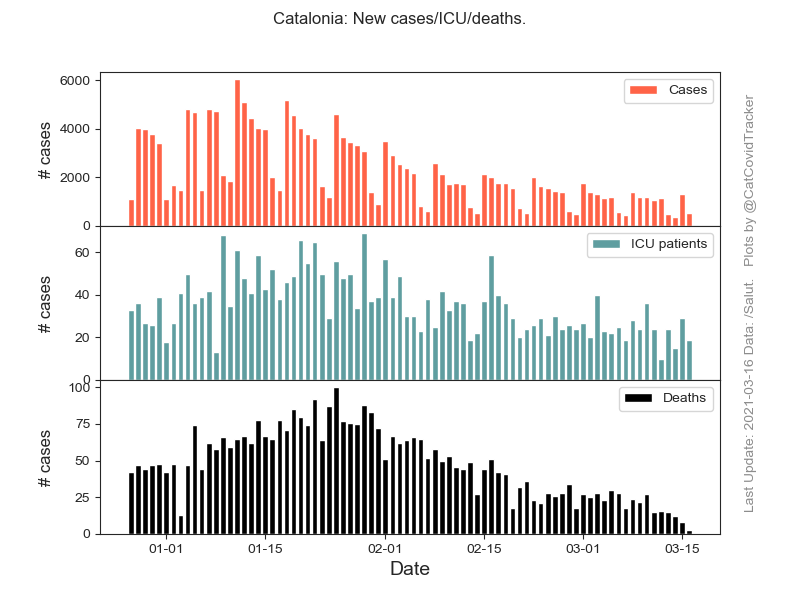 Catalonia: New cases/ICU/deaths.
6000
4000
2000
0
# cases
Cases
60
40
20
0
# cases
ICU patients
100
75
50
25
0
# cases
Deaths
01-01 01-15 02-01 02-15 03-01 03-15
Date
Last Update: 2021-03-16 Data: /Salut. Plots by @CatCovidTracker